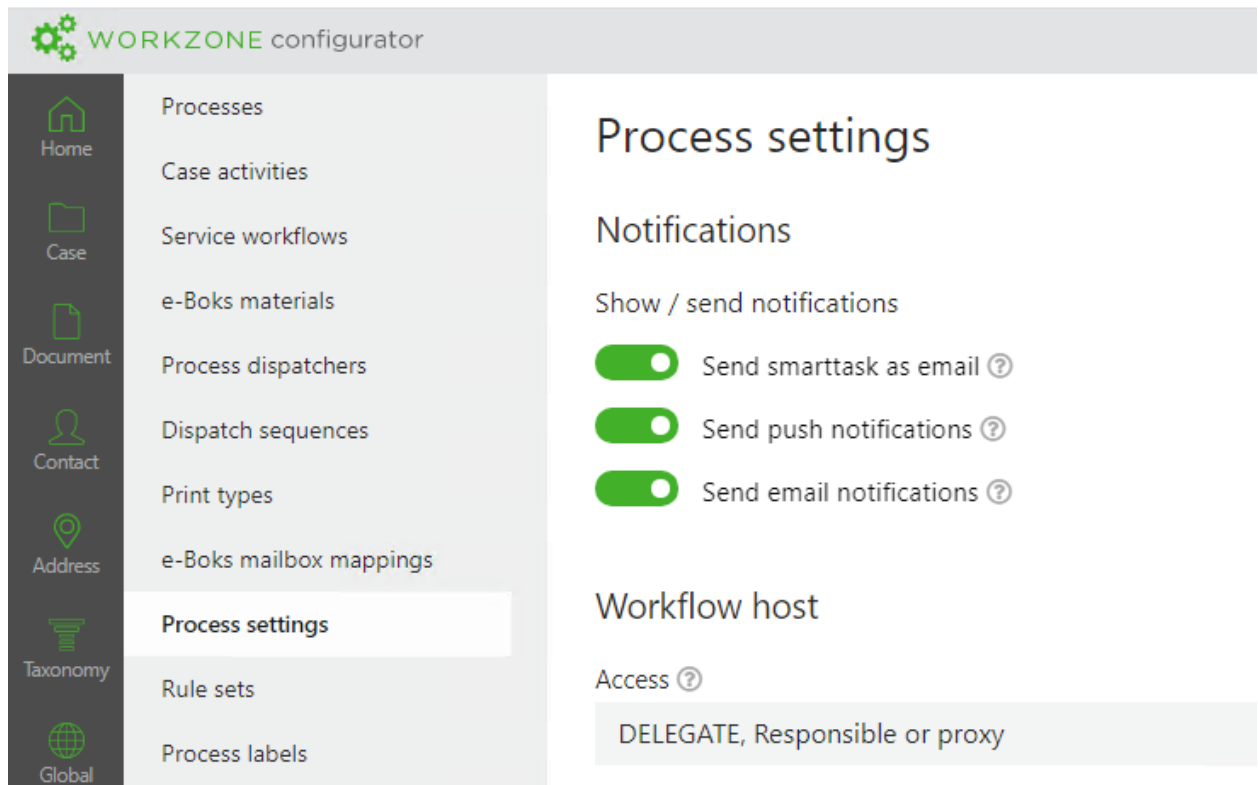 WORKZONE configurator
Home
Case
Document
Contact
Address
Taxonomy
Global
Processes
Case activities
Service workflows
e-Boks materials
Process dispatchers
Dispatch sequences
Print types
e-Boks mailbox mappings
Process settings
Rule sets
Process labels
Process settings
Notifications
Show / send notifications
Send smarttask as email ?
Send push notifications ?
Send email notifications ?
Workflow host
Access ?
DELEGATE, Responsible or proxy